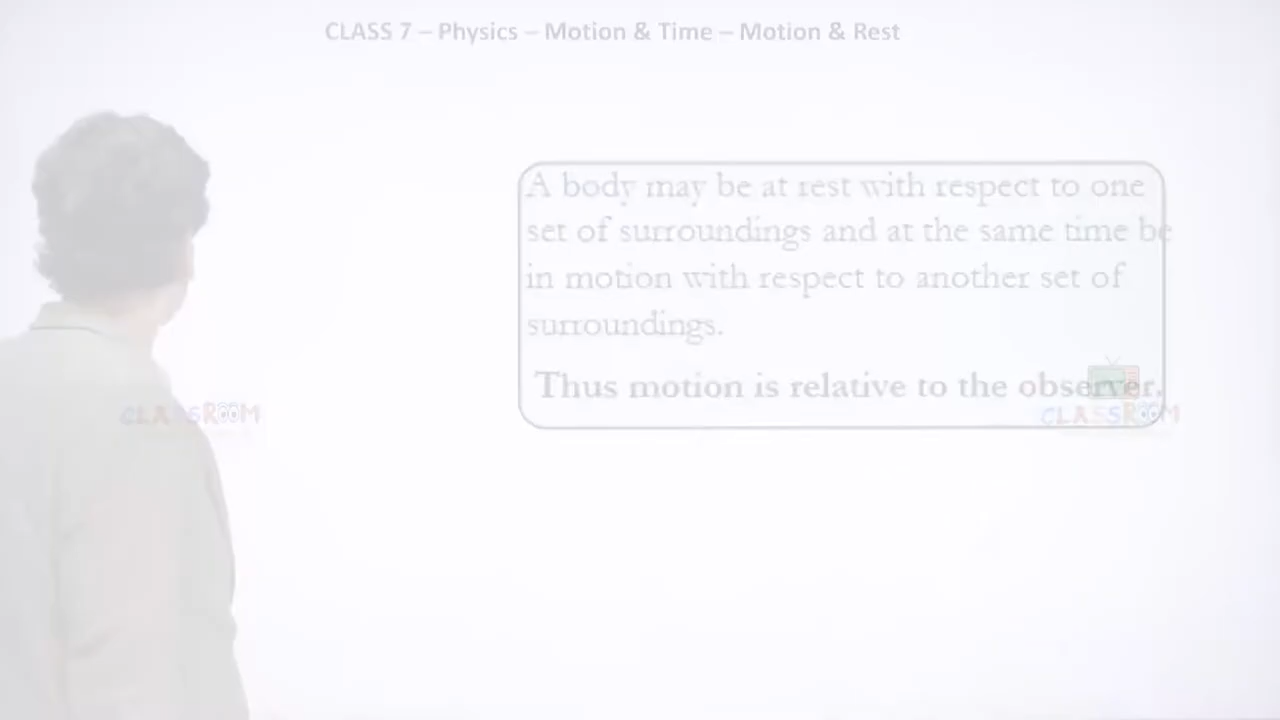 CLASS 7 – Physics – Motion & Time – Motion & Rest
A body may be at rest with respect to one
set of surroundings and at the same time be
in motion with respect to another set of
surroundings.
Thus motion is relative to the observer.
CLASSROOM
CLASSROOM